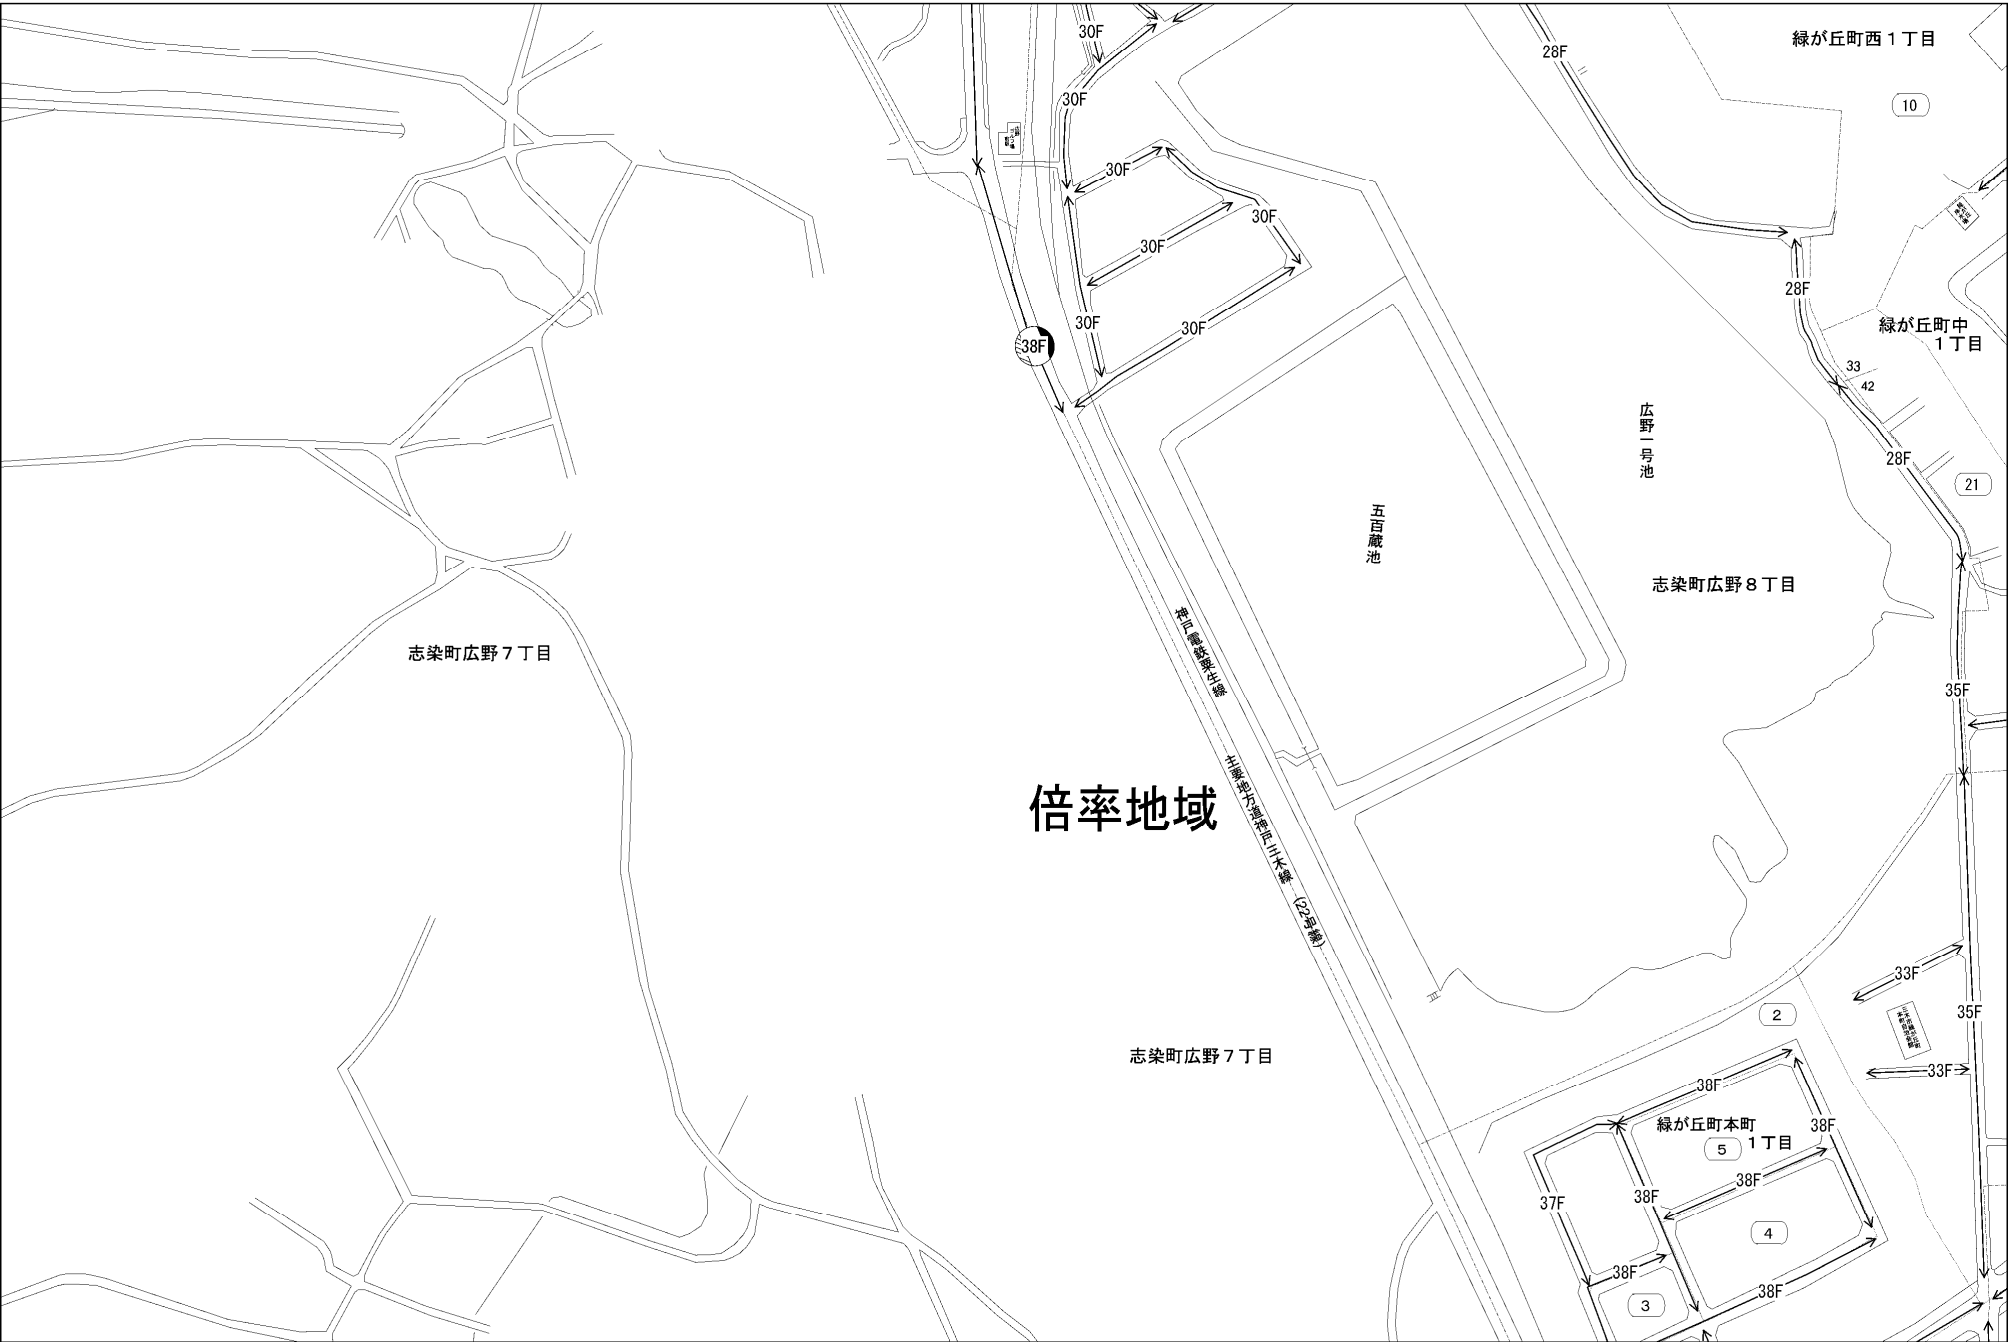 30F
28F
緑が丘町西１丁目
10
30F
30F
30F
30F
28F
30F
30F
緑が丘町中
１丁目
38F
33
42
広野一号池
28F
21
五百蔵池
志染町広野８丁目
神戸電鉄粟生線
志染町広野７丁目
35F
主要地方道神戸三木線（22号線）
倍率地域
33F
2
35F
志染町広野７丁目
33F
38F
緑が丘町本町
１丁目
38F
5
38F
37F
38F
4
38F
38F
3